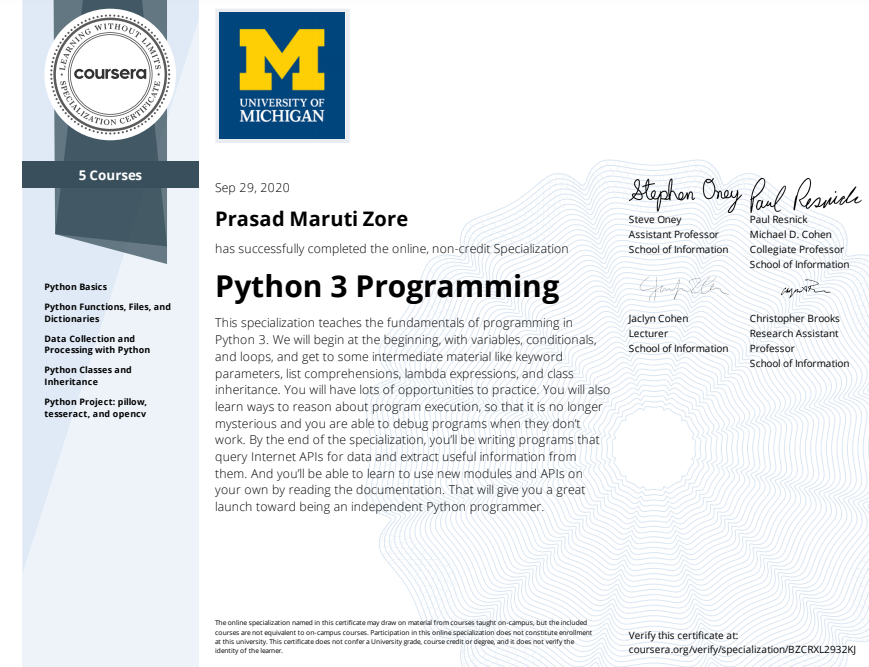 LEARNING WITHOUT LIMITS
coursera
SPECIALIZATION CERTIFICATE
5 Courses
Python Basics
Python Functions, Files, and
Dictionaries
Data Collection and
Processing with Python
Python Classes and
Inheritance
Python Project: pillow,
tesseract, and opencv
M
UNIVERSITY OF
MICHIGAN
Sep 29, 2020
Prasad Maruti Zore
has successfully completed the online, non-credit Specialization
Python 3 Programming
This specialization teaches the fundamentals of programming in
Python 3. We will begin at the beginning, with variables, conditionals,
and loops, and get to some intermediate material like keyword
parameters, list comprehensions, lambda expressions, and class
inheritance. You will have lots of opportunities to practice. You will also
learn ways to reason about program execution, so that it is no longer
mysterious and you are able to debug programs when they don't
work. By the end of the specialization, you'll be writing programs that
query Internet APIs for data and extract useful information from
them. And you'll be able to learn to use new modules and APIs on
your own by reading the documentation. That will give you a great
launch toward being an independent Python programmer.
Stephen Oney
Steve Oney
Assistant Professor
School of Information
Paul Resnick
Paul Resnick
Michael D. Cohen
Collegiate Professor
School of Information
Jaclyn Cohen
Lecturer
School of Information
Christopher Brooks
Research Assistant
Professor
School of Information
The online specialization named in this certificate may draw on material from courses taught on-campus, but the included
courses are not equivalent to on-campus courses. Participation in this online specialization does not constitute enrollment
at this university. This certificate does not confer a University grade, course credit or degree, and it does not verify the
identity of the learner.
Verify this certificate at:
coursera.org/verify/specialization/BZCRXL2932KJ